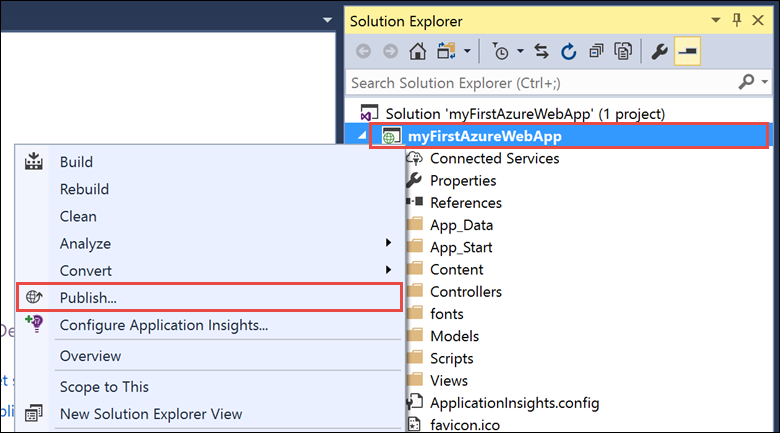 Solution Explorer
Search Solution Explorer (Ctrl+;)
Solution 'myFirstAzureWebApp' (1 project)
myFirstAzureWebApp
Connected Services
Properties
References
App_Data
App_Start
Content
Controllers
fonts
Models
Scripts
Views
ApplicationInsights.config
favicon.ico
Build
Rebuild
Clean
Analyze
Convert
Publish...
Configure Application Insights...
Overview
Scope to This
New Solution Explorer View